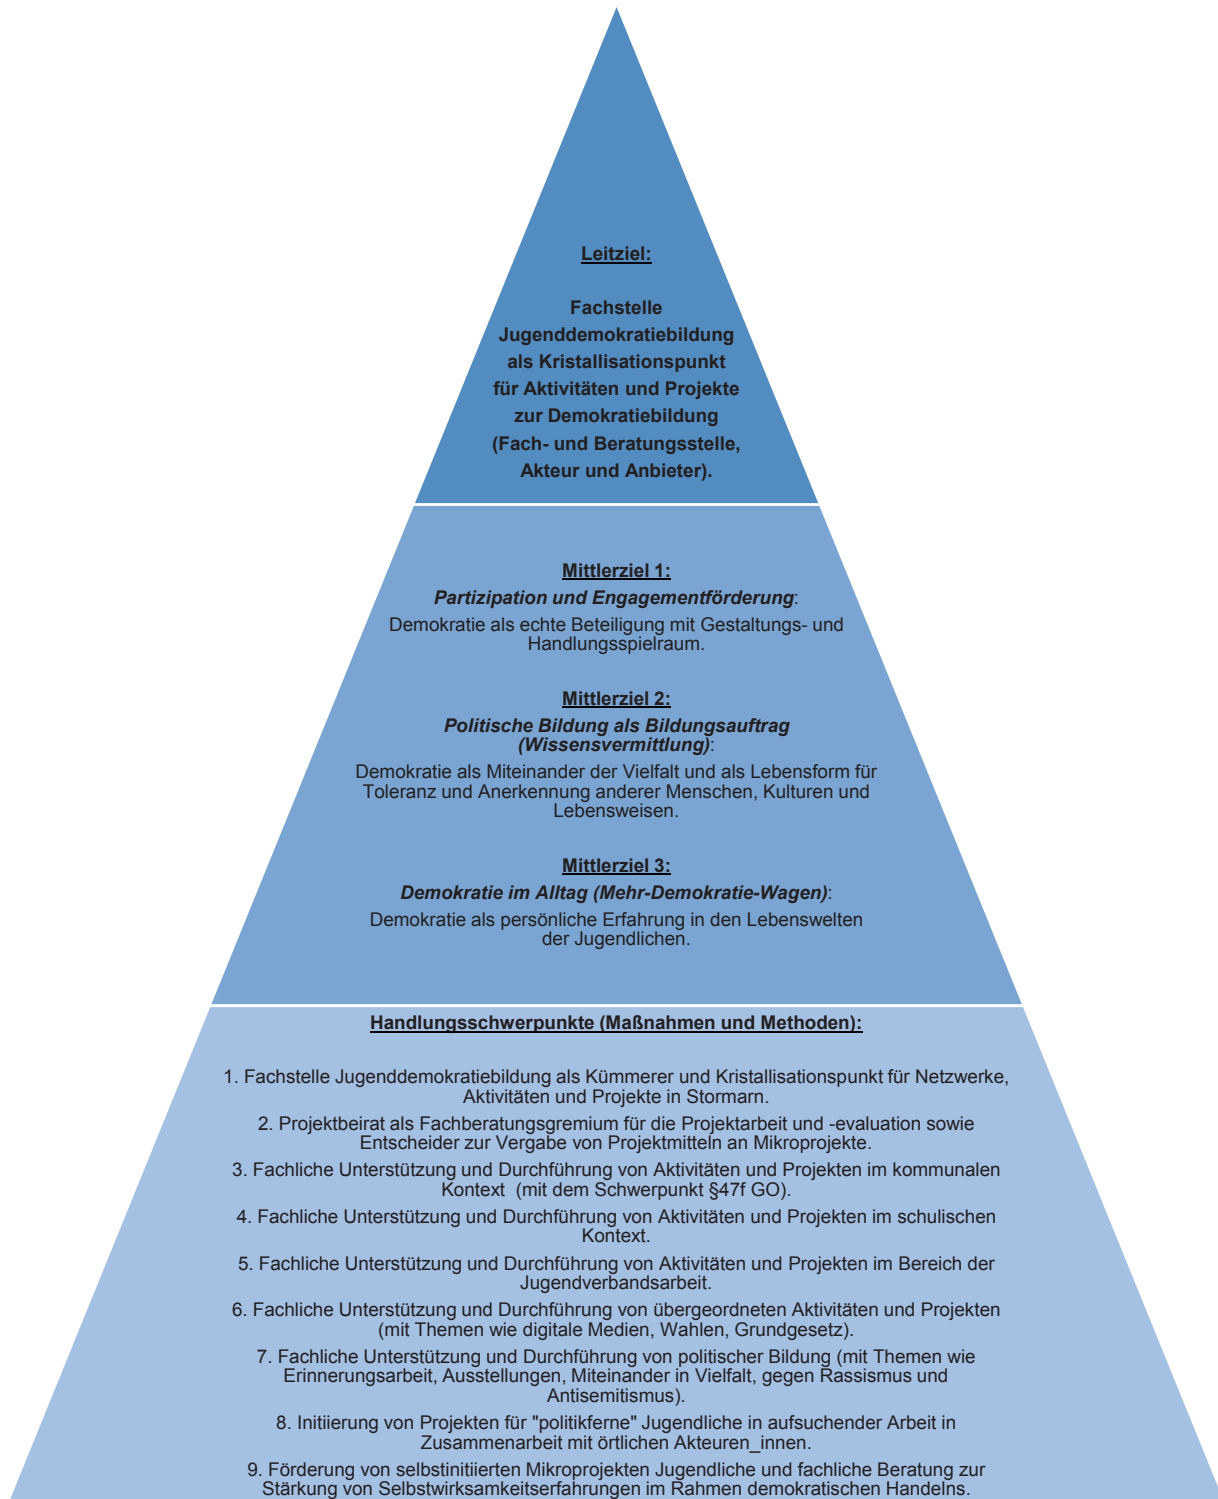 Leitziel:
Fachstelle
Jugenddemokratiebildung
als Kristallisationspunkt
für Aktivitäten und Projekte
zur Demokratiebildung
(Fach- und Beratungsstelle,
Akteur und Anbieter).
Mittlerziel 1:
Partizipation und Engagementförderung:
Demokratie als echte Beteiligung mit Gestaltungs- und
Handlungsspielraum.
Mittlerziel 2:
Politische Bildung als Bildungsauftrag
(Wissensvermittlung):
Demokratie als Miteinander der Vielfalt und als Lebensform für
Toleranz und Anerkennung anderer Menschen, Kulturen und
Lebensweisen.
Mittlerziel 3:
Demokratie im Alltag (Mehr-Demokratie-Wagen):
Demokratie als persönliche Erfahrung in den Lebenswelten
der Jugendlichen.
Handlungsschwerpunkte (Maßnahmen und Methoden):
1. Fachstelle Jugenddemokratiebildung als Kümmerer und Kristallisationspunkt für Netzwerke,
Aktivitäten und Projekte in Stormarn.
2. Projektbeirat als Fachberatungsgremium für die Projektarbeit und -evaluation sowie
Entscheider zur Vergabe von Projektmitteln an Mikroprojekte.
3. Fachliche Unterstützung und Durchführung von Aktivitäten und Projekten im kommunalen
Kontext (mit dem Schwerpunkt §47f GO).
4. Fachliche Unterstützung und Durchführung von Aktivitäten und Projekten im schulischen
Kontext.
5. Fachliche Unterstützung und Durchführung von Aktivitäten und Projekten im Bereich der
Jugendverbandsarbeit.
6. Fachliche Unterstützung und Durchführung von übergeordneten Aktivitäten und Projekten
(mit Themen wie digitale Medien, Wahlen, Grundgesetz).
7. Fachliche Unterstützung und Durchführung von politischer Bildung (mit Themen wie
Erinnerungsarbeit, Ausstellungen, Miteinander in Vielfalt, gegen Rassismus und
Antisemitismus).
8. Initiierung von Projekten für "politikferne" Jugendliche in aufsuchender Arbeit in
Zusammenarbeit mit örtlichen Akteuren_innen.
9. Förderung von selbstinitiierten Mikroprojekten Jugendliche und fachliche Beratung zur
Stärkung von Selbstwirksamkeitserfahrungen im Rahmen demokratischen Handelns.